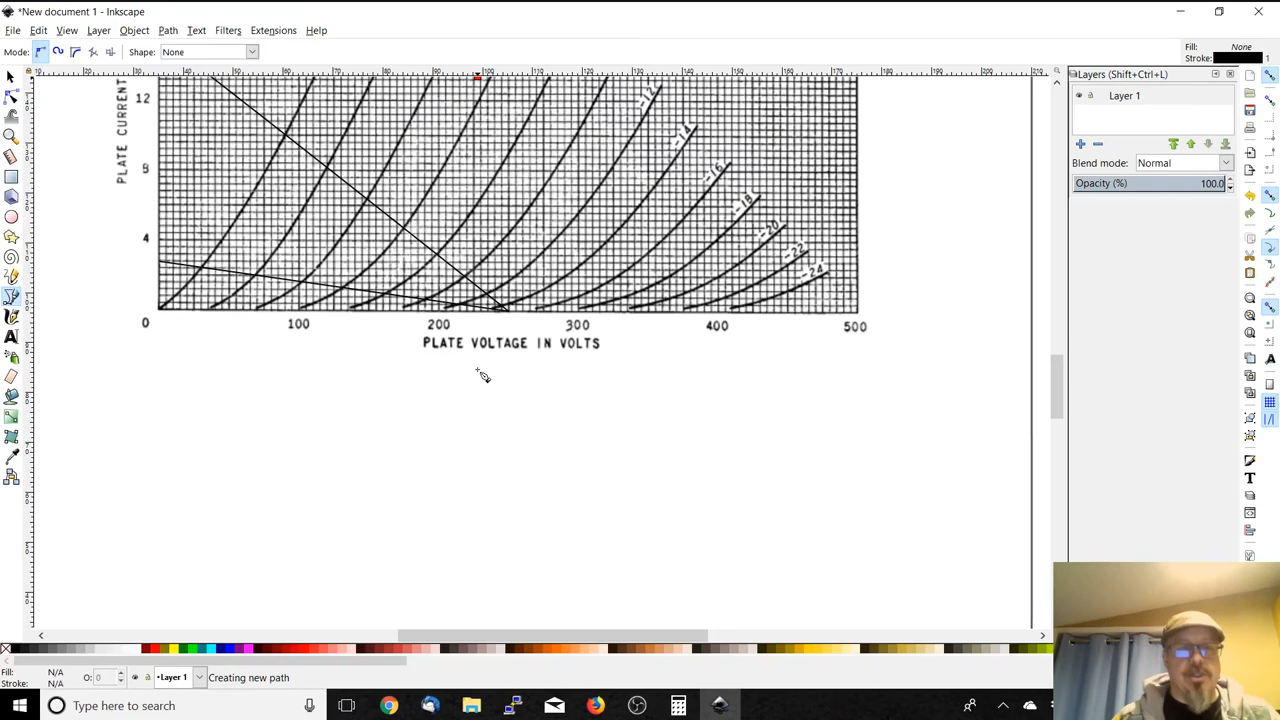 *New document 1 - Inkscape
File Edit View Layer Object Path Text Filters Extensions Help
Mode: Shape: None
Fill: None
Stroke: 1
Layers (Shift+Ctrl+L)
Layer 1
Blend mode: Normal
Opacity (%) 100.0
PLATE CURRENT
12
8
4
0
-12
-14
-16
-18
-20
-22
-24
100 200 300 400 500
PLATE VOLTAGE IN VOLTS
Fill: N/A
Stroke: N/A
O: 0
•Layer 1
Creating new path
Type here to search